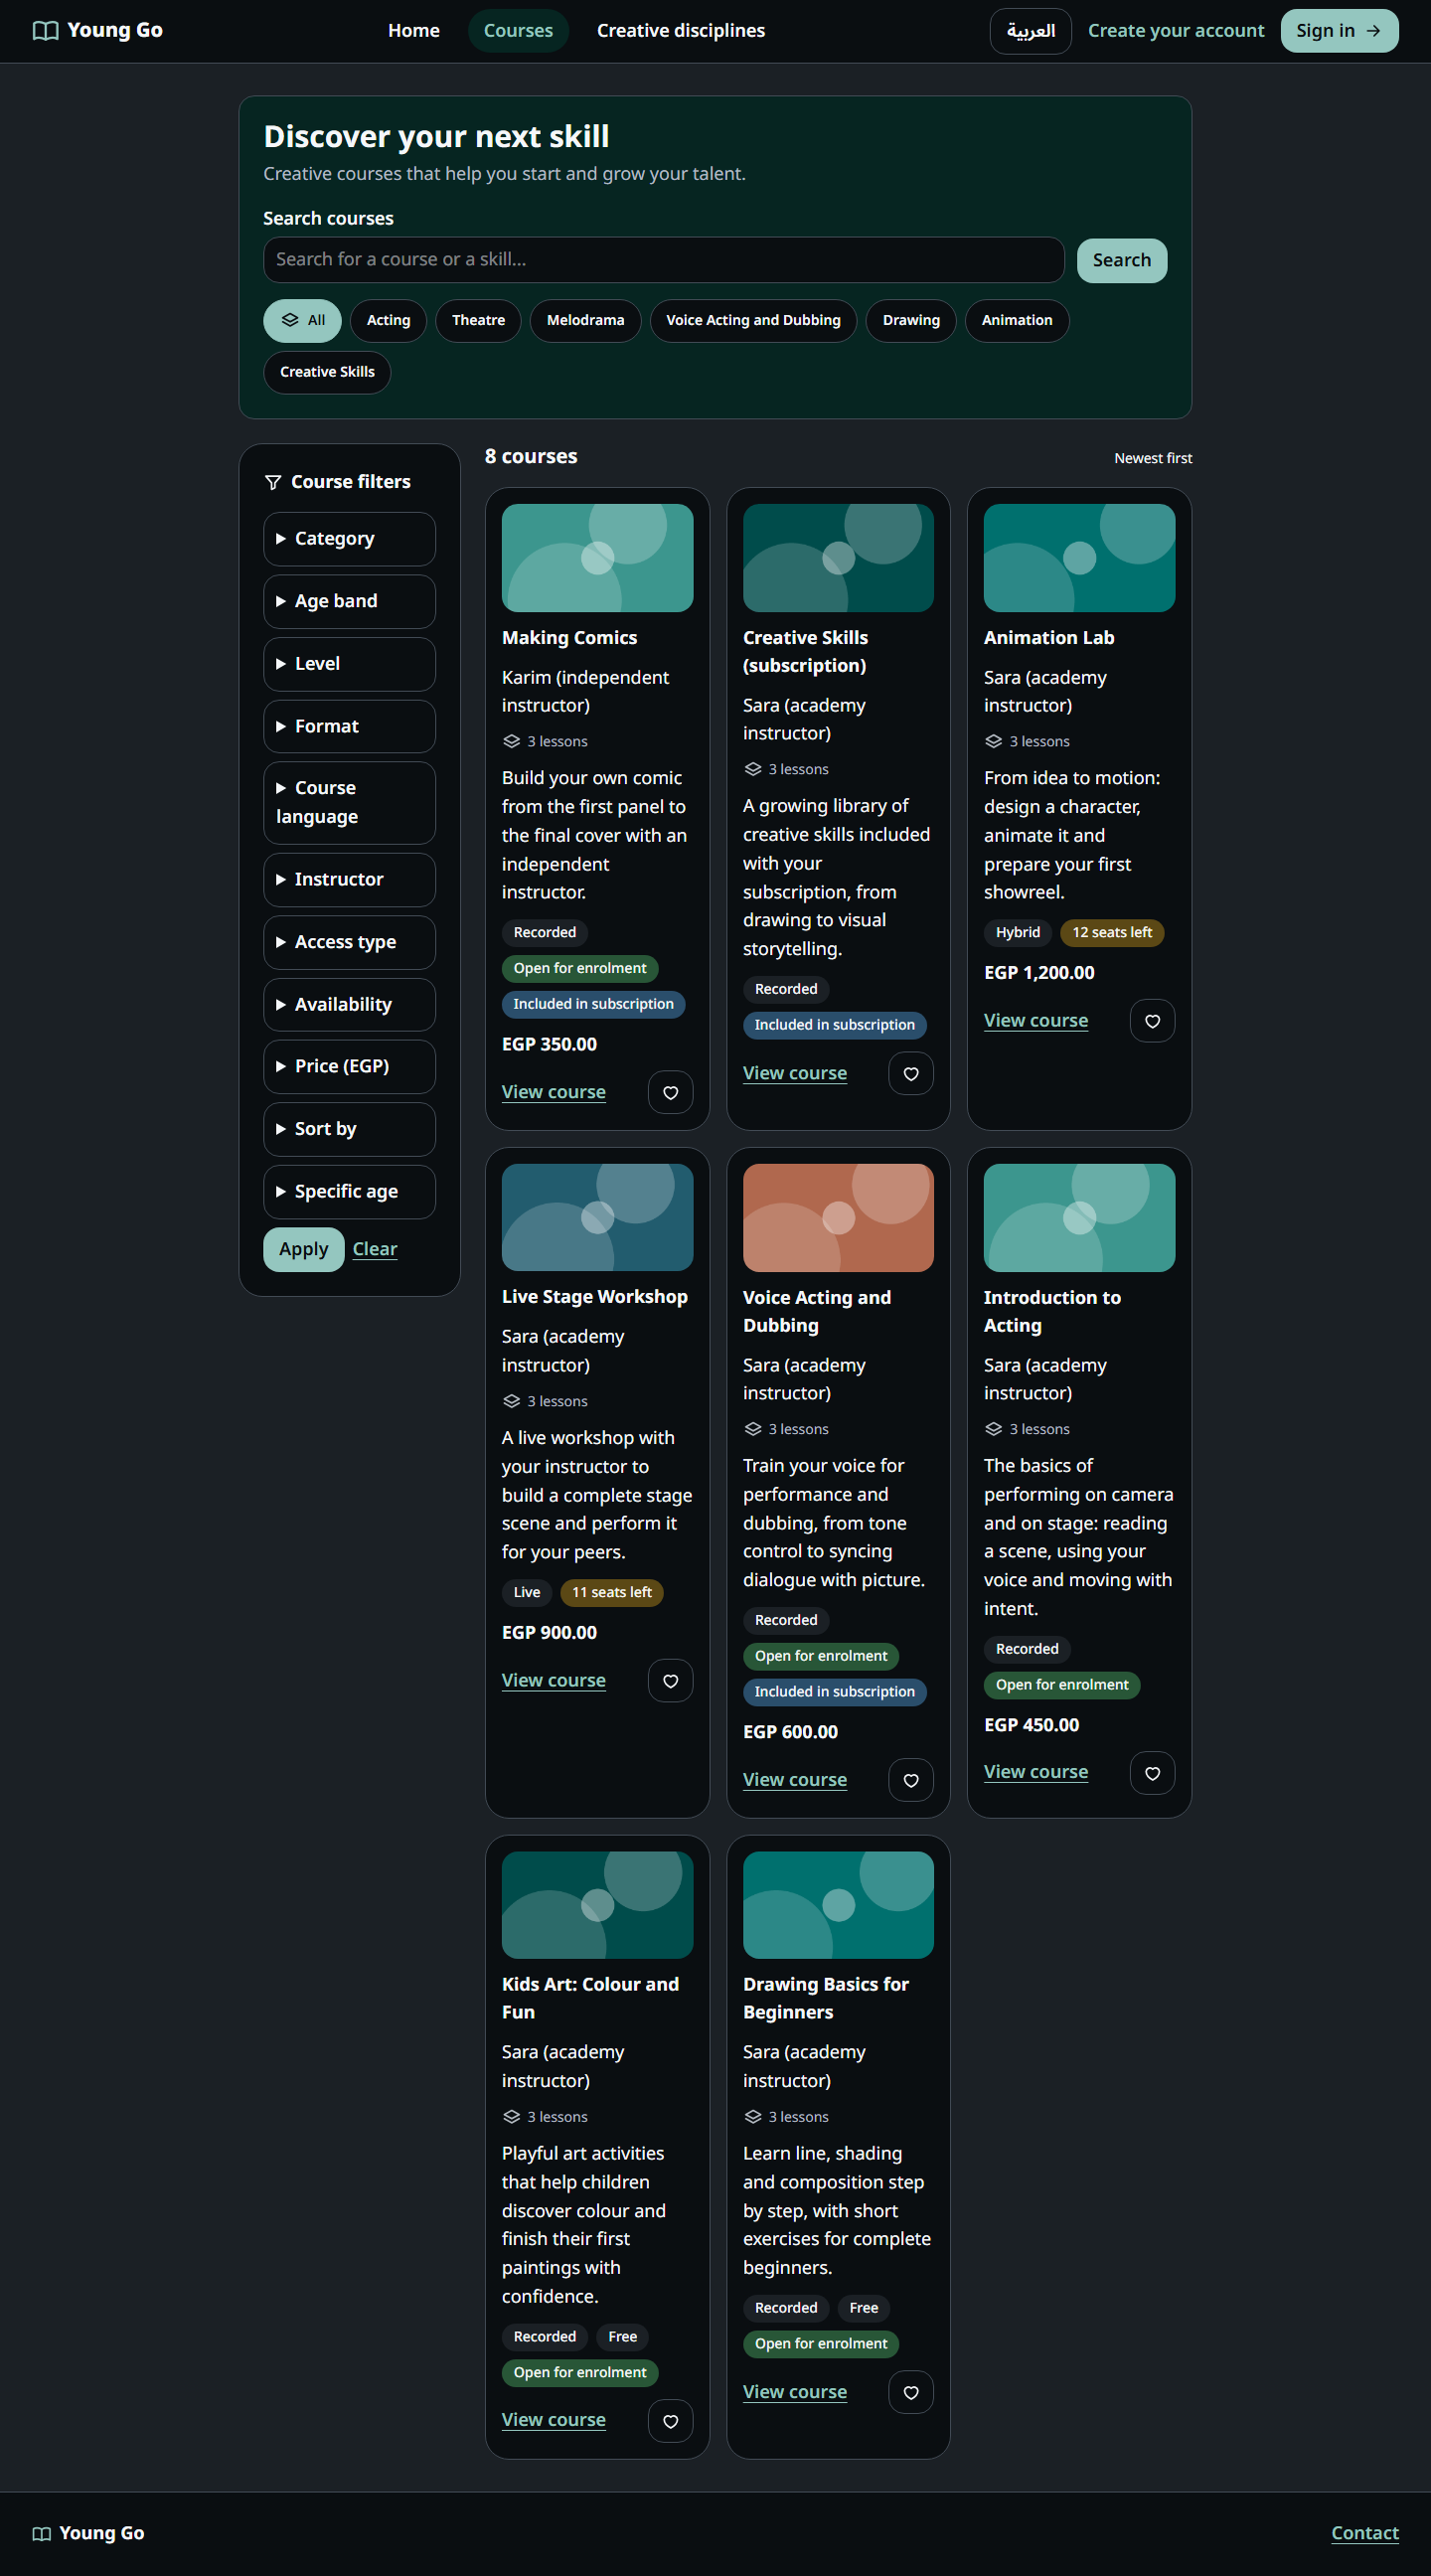 Young Go
Home
Courses
Creative disciplines
العربية
Create your account
Sign in
Discover your next skill
Creative courses that help you start and grow your talent.
Search courses
Search for a course or a skill...
Search
All
Acting
Theatre
Melodrama
Voice Acting and Dubbing
Drawing
Animation
Creative Skills
Course filters
Category
Age band
Level
Format
Course
language
Instructor
Access type
Availability
Price (EGP)
Sort by
Specific age
Apply
Clear
8 courses
Newest first
Making Comics
Karim (independent
instructor)
3 lessons
Build your own comic
from the first panel to
the final cover with an
independent
instructor.
Recorded
Open for enrolment
Included in subscription
EGP 350.00
View course
Creative Skills
(subscription)
Sara (academy
instructor)
3 lessons
A growing library of
creative skills included
with your
subscription, from
drawing to visual
storytelling.
Recorded
Included in subscription
View course
Animation Lab
Sara (academy
instructor)
3 lessons
From idea to motion:
design a character,
animate it and
prepare your first
showreel.
Hybrid
12 seats left
EGP 1,200.00
View course
Live Stage Workshop
Sara (academy
instructor)
3 lessons
A live workshop with
your instructor to
build a complete stage
scene and perform it
for your peers.
Live
11 seats left
EGP 900.00
View course
Voice Acting and
Dubbing
Sara (academy
instructor)
3 lessons
Train your voice for
performance and
dubbing, from tone
control to syncing
dialogue with picture.
Recorded
Open for enrolment
Included in subscription
EGP 600.00
View course
Introduction to
Acting
Sara (academy
instructor)
3 lessons
The basics of
performing on camera
and on stage: reading
a scene, using your
voice and moving with
intent.
Recorded
Open for enrolment
EGP 450.00
View course
Kids Art: Colour and
Fun
Sara (academy
instructor)
3 lessons
Playful art activities
that help children
discover colour and
finish their first
paintings with
confidence.
Recorded
Free
Open for enrolment
View course
Drawing Basics for
Beginners
Sara (academy
instructor)
3 lessons
Learn line, shading
and composition step
by step, with short
exercises for complete
beginners.
Recorded
Free
Open for enrolment
View course
Young Go
Contact